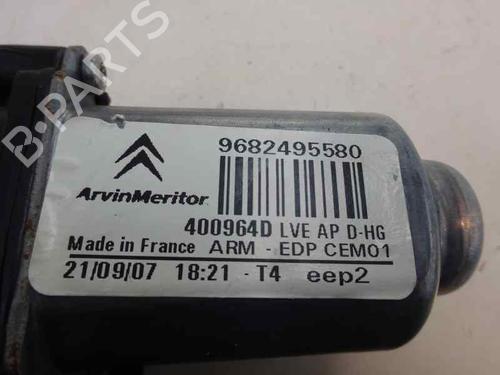 B-PARTS
9682495580
ArvinMeritor
400964D LVE AP D-HG
Made in France ARM - EDP CEM01
21/09/07 18:21 - T4 eep2